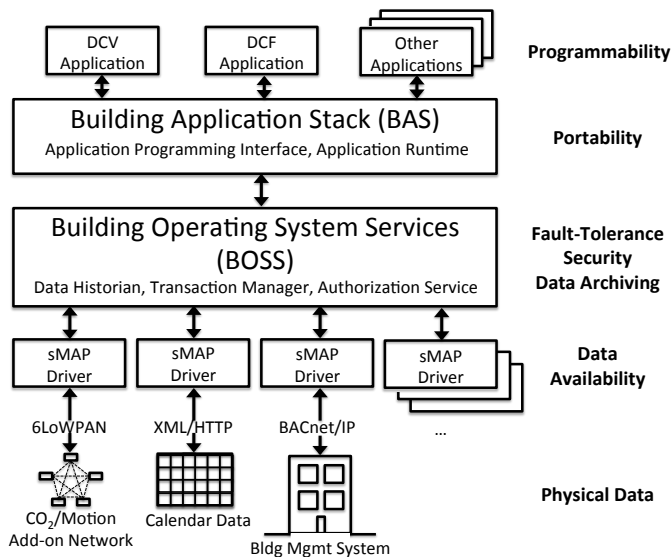 DCV
Application
DCF
Application
Other
Applications
Programmability
Building Application Stack (BAS)
Application Programming Interface, Application Runtime
Portability
Building Operating System Services
(BOSS)
Data Historian, Transaction Manager, Authorization Service
Fault-Tolerance
Security
Data Archiving
sMAP
Driver
sMAP
Driver
sMAP
Driver
sMAP
Driver
Data
Availability
6LoWPAN
XML/HTTP
BACnet/IP
...
CO2/Motion
Add-on Network
Calendar Data
Bldg Mgmt System
Physical Data